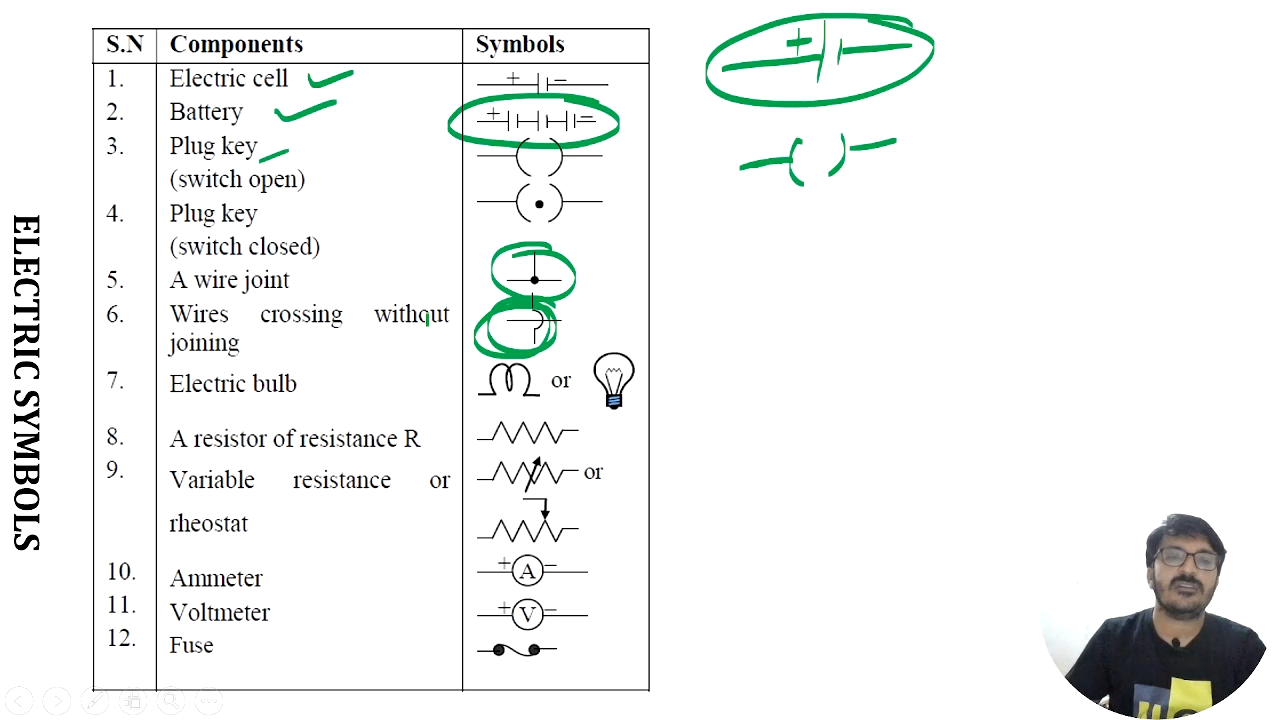 ELECTRIC SYMBOLS
S.N Components Symbols
1. Electric cell + −
2. Battery + −
3. Plug key
(switch open)
4. Plug key
(switch closed)
5. A wire joint
6. Wires crossing without
joining
7. Electric bulb or
8. A resistor of resistance R
9. Variable resistance or or
rheostat
10. Ammeter + A −
11. Voltmeter + V −
12. Fuse
+